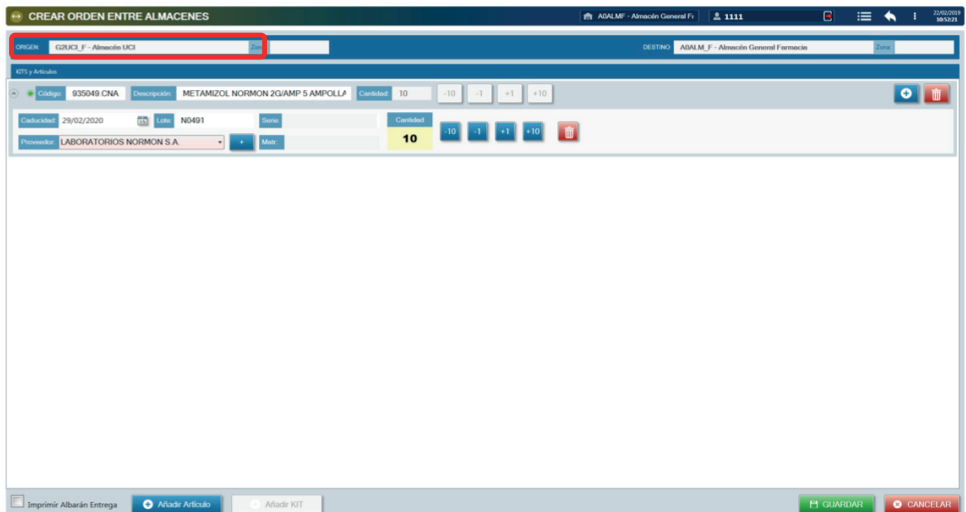 CREAR ORDEN ENTRE ALMACENES A0ALMF - Almacén General Fa 1111 22/02/2019
10:52:21
ORIGEN: G2UCI_F - Almacén UCI Zona: DESTINO A0ALM_F - Almacén General Farmacia Zona:
KITS y Artículos
Código: 935049.CNA Descripción: METAMIZOL NORMON 2G/AMP 5 AMPOLLA Cantidad: 10 -10 -1 +1 +10
Caducidad: 29/02/2020 Lote: N0491 Serie: Cantidad
Proveedor: LABORATORIOS NORMON S.A. + Matr.: 10 -10 -1 +1 +10
Imprimir Albarán Entrega Añadir Artículo Añadir KIT GUARDAR CANCELAR